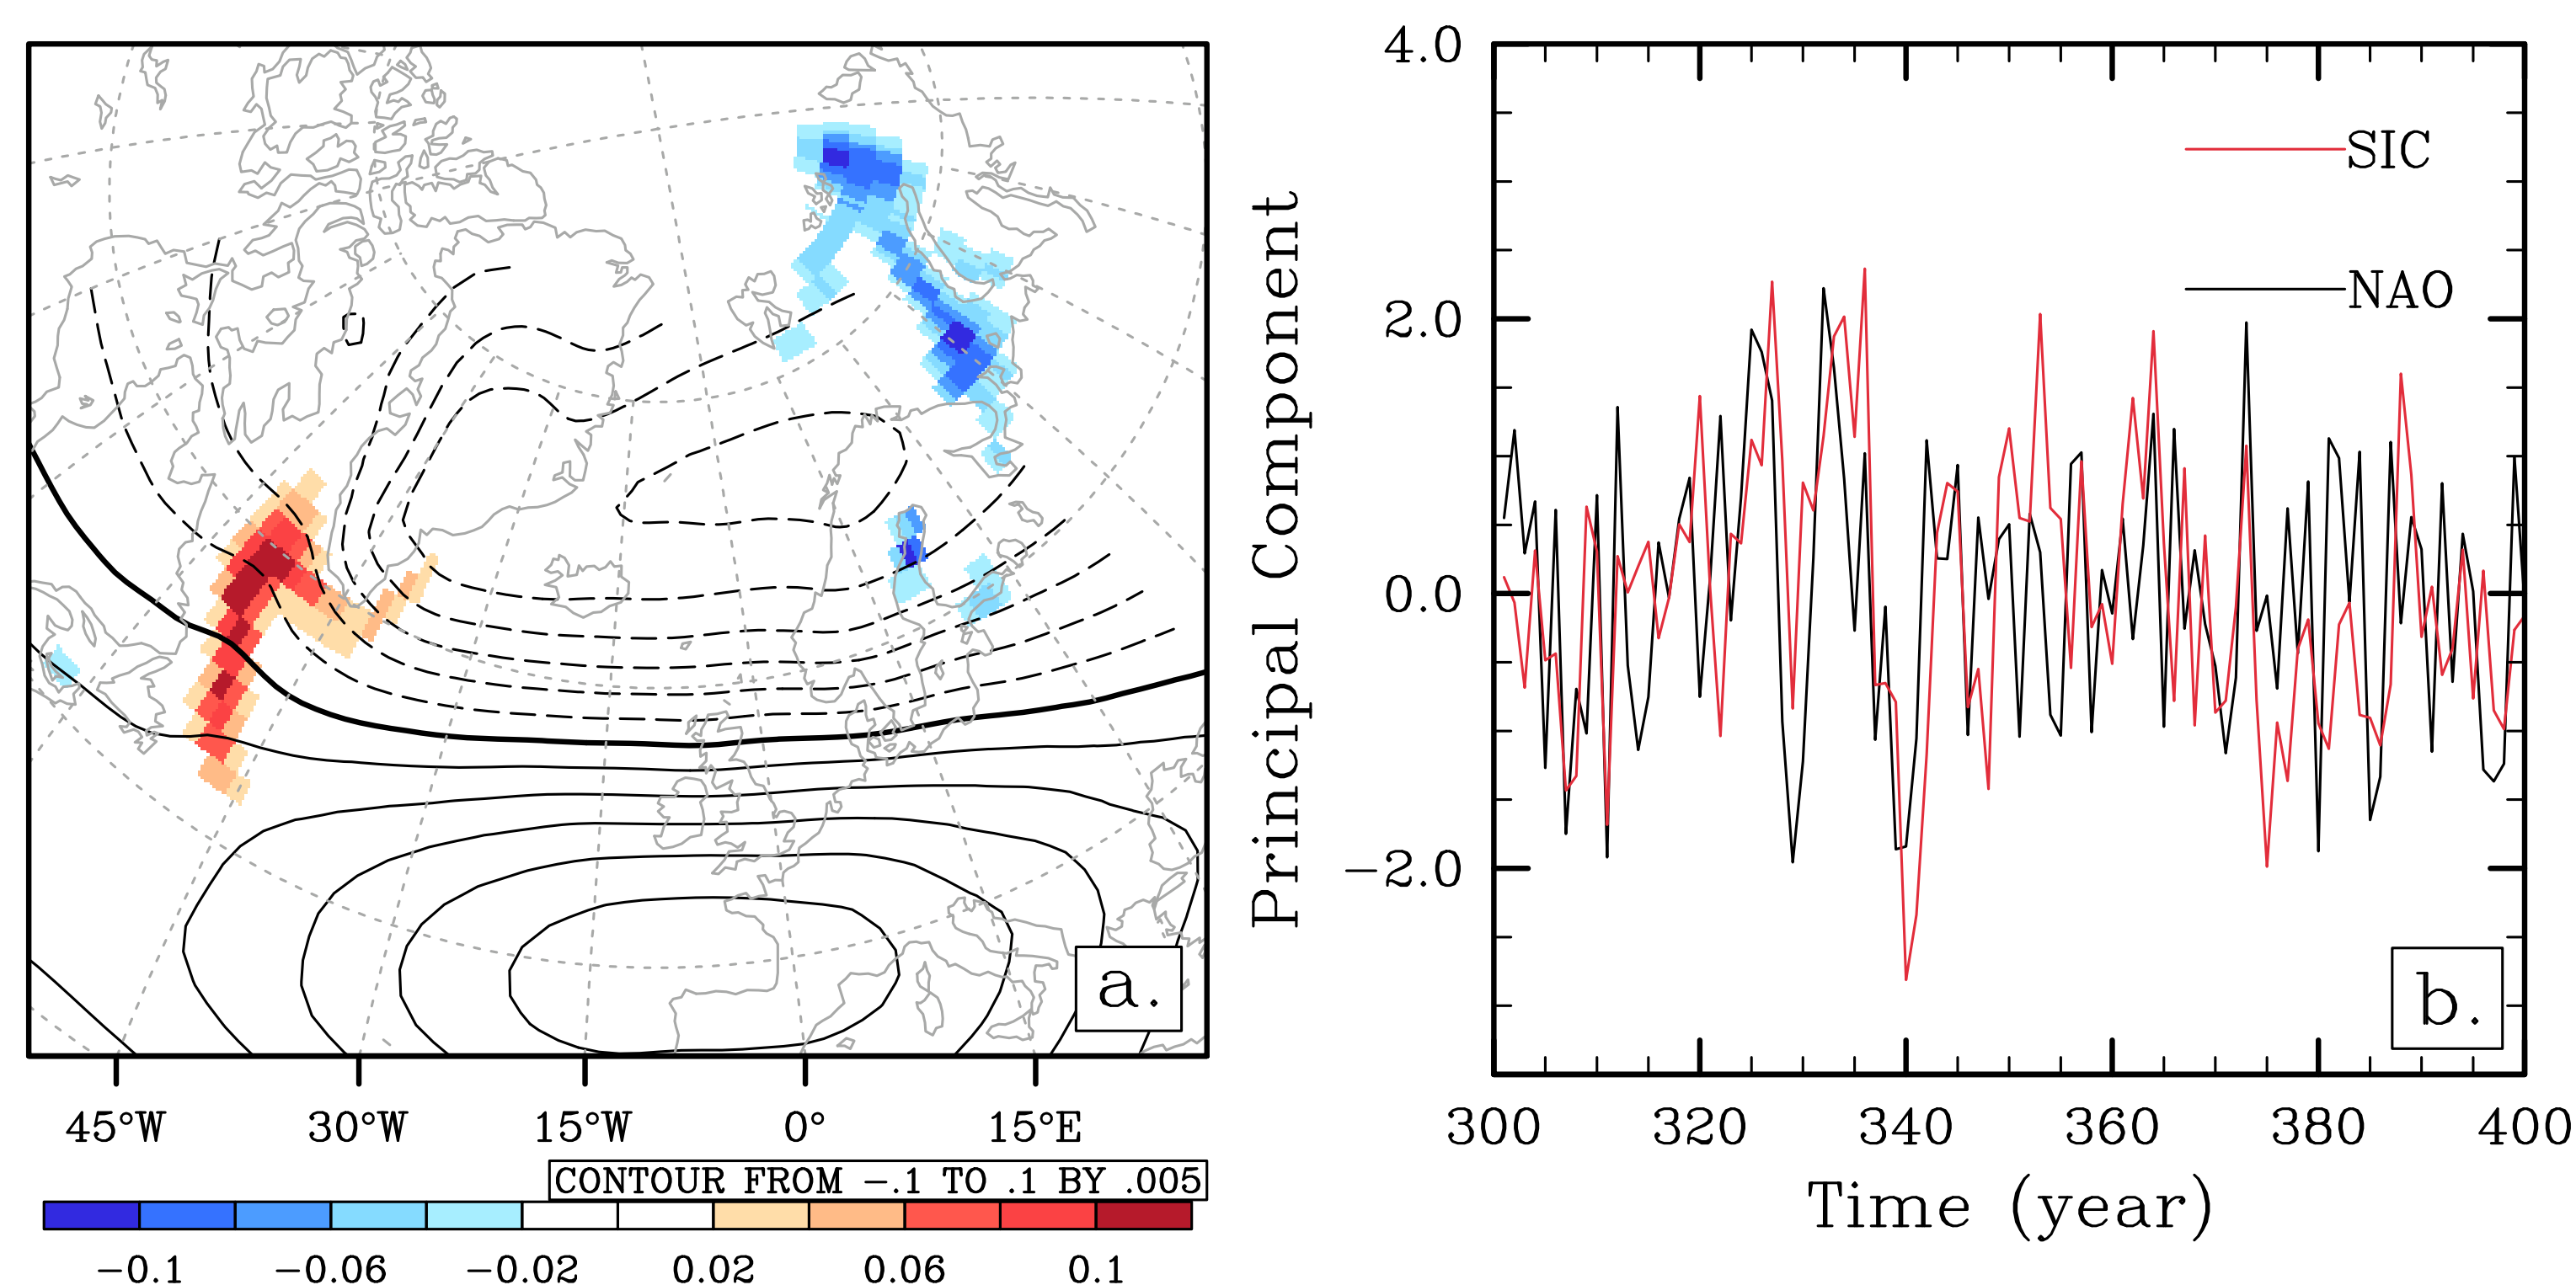 a.
45°W 30°W 15°W 0° 15°E
CONTOUR FROM −.1 TO .1 BY .005
−0.1 −0.06 −0.02 0.02 0.06 0.1
Principal Component
4.0
2.0
0.0
−2.0
SIC
NAO
b.
300 320 340 360 380 400
Time (year)